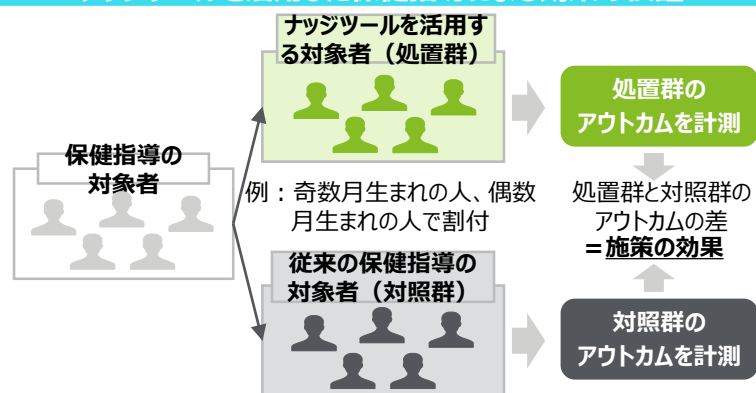 ナッジツールを活用す
る対象者（処置群）
処置群の
アウトカムを計測
保健指導の
対象者
例：奇数月生まれの人、偶数
月生まれの人で割付
処置群と対照群の
アウトカムの差
=施策の効果
従来の保健指導の
対象者（対照群）
対照群の
アウトカムを計測